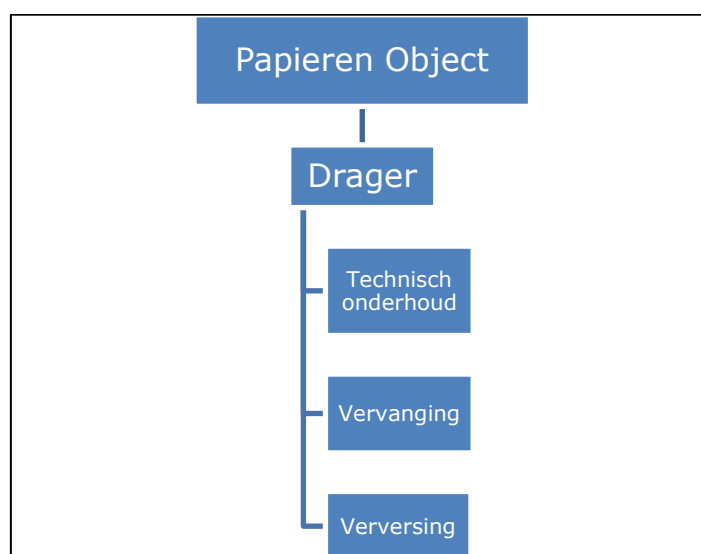 Papieren Object
Drager
Technisch
onderhoud
Vervanging
Verversing